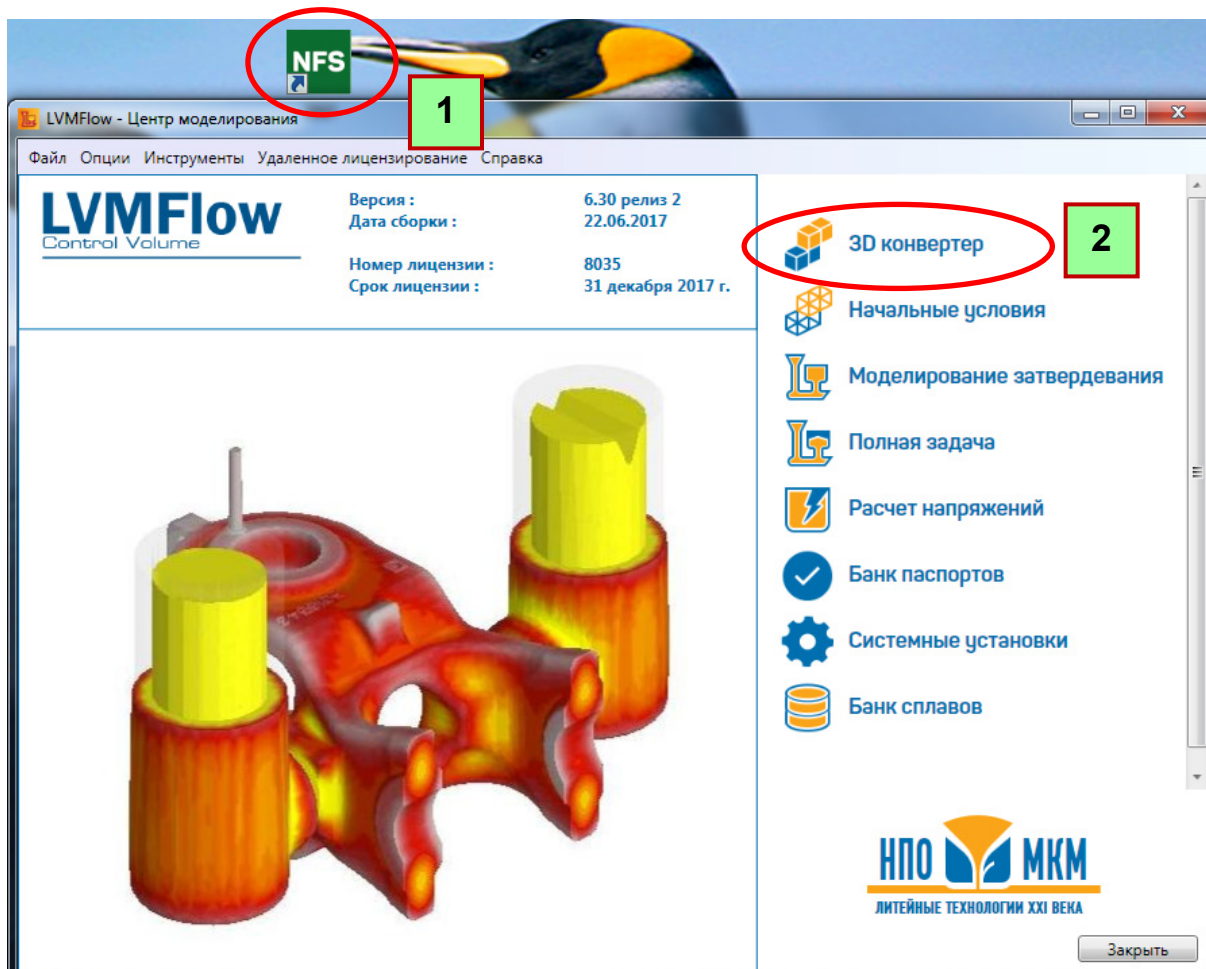 NFS
1
LVMFlow - Центр моделирования
Файл Опции Инструменты Удаленное лицензирование Справка
LVMFlow
Control Volume
Версия : 6.30 релиз 2
Дата сборки : 22.06.2017
Номер лицензии : 8035
Срок лицензии : 31 декабря 2017 г.
3D конвертер
2
Начальные условия
Моделирование затвердевания
Полная задача
Расчет напряжений
Банк паспортов
Системные установки
Банк сплавов
НПО МКМ
ЛИТЕЙНЫЕ ТЕХНОЛОГИИ XXI ВЕКА
Закрыть